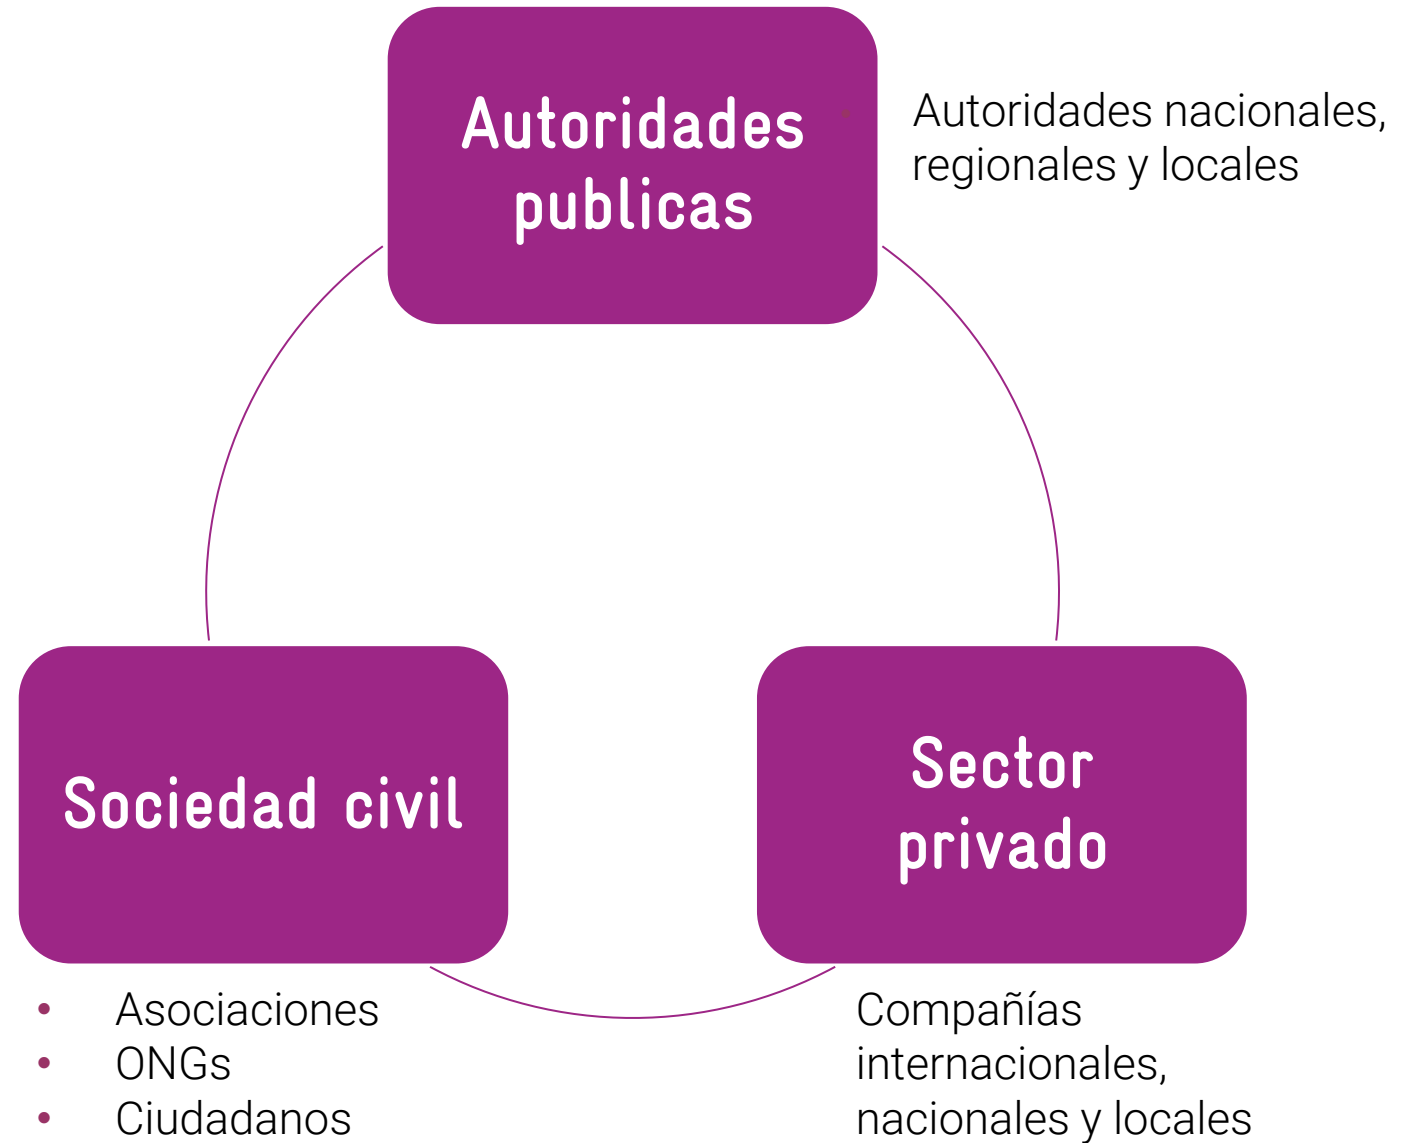 Autoridades
publicas
Autoridades nacionales,
regionales y locales
Sociedad civil
Sector
privado
• Asociaciones
• ONGs
• Ciudadanos
Compañías
internacionales,
nacionales y locales